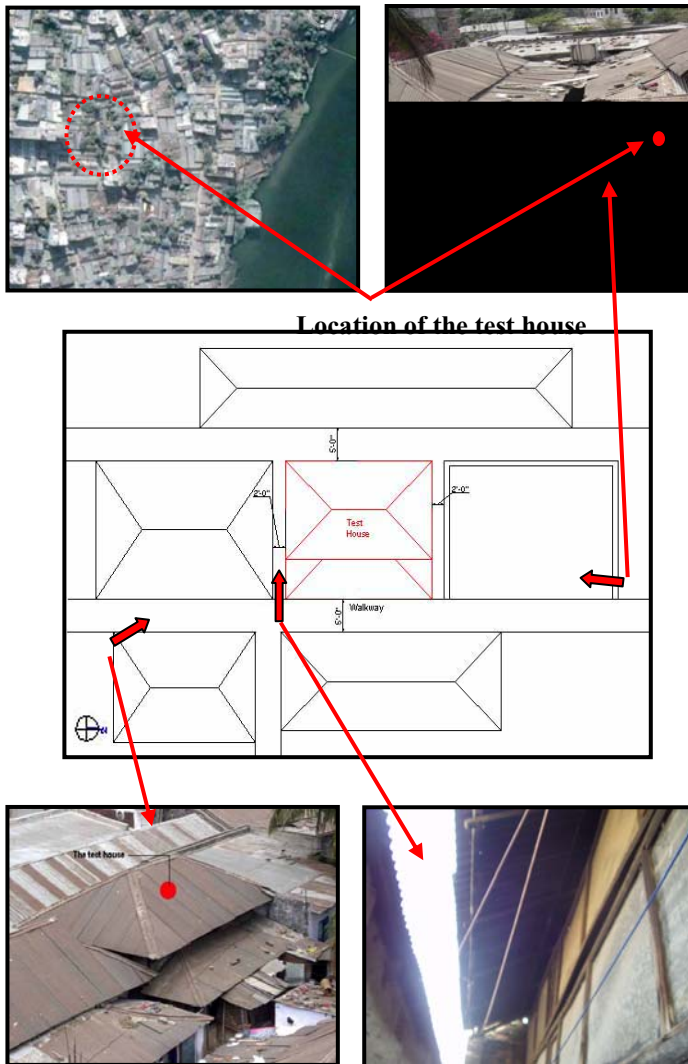 Location of the test house
5'-0"
2'-0"
2'-0"
Test
House
Walkway
5'-0"
The test house